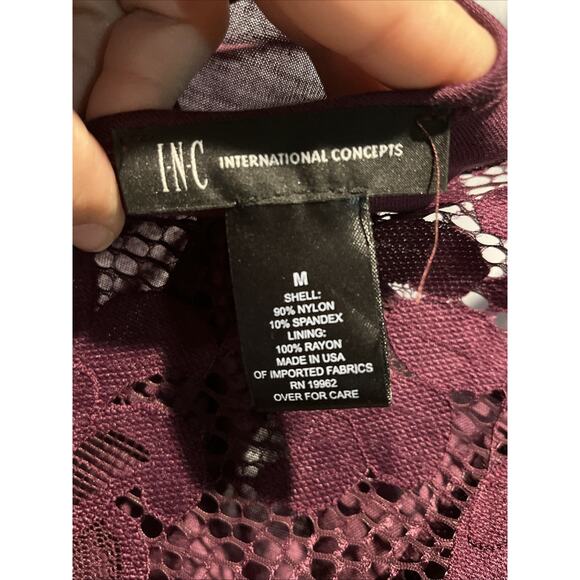 I·N·C INTERNATIONAL CONCEPTS
M
SHELL:
90% NYLON
10% SPANDEX
LINING:
100% RAYON
MADE IN USA
OF IMPORTED FABRICS
RN 19962
OVER FOR CARE